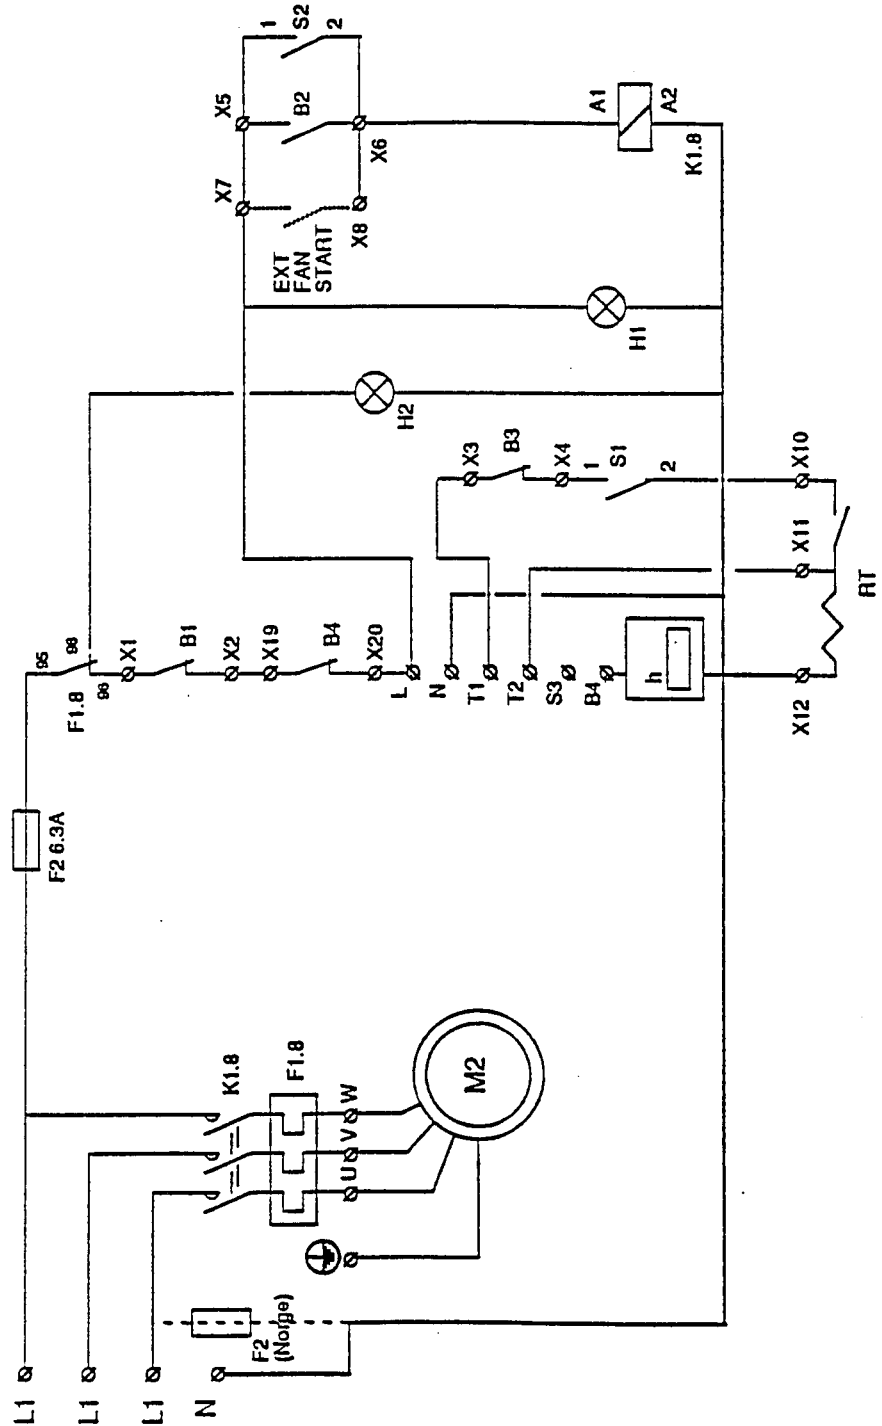 L1
L1
L1
N
F2
(Norge)
U
V
W
K1.8
F1.8
M2
F2 6.3A
F1.8
95
96
98
X1
B1
X2
X19
B4
X20
L
N
T1
T2
S3
B4
h
X12
X11
X10
RT
X3
B3
X4
1
S1
2
H2
H1
EXT
FAN
START
X7
X8
X5
B2
X6
1
S2
2
A1
A2
K1.8